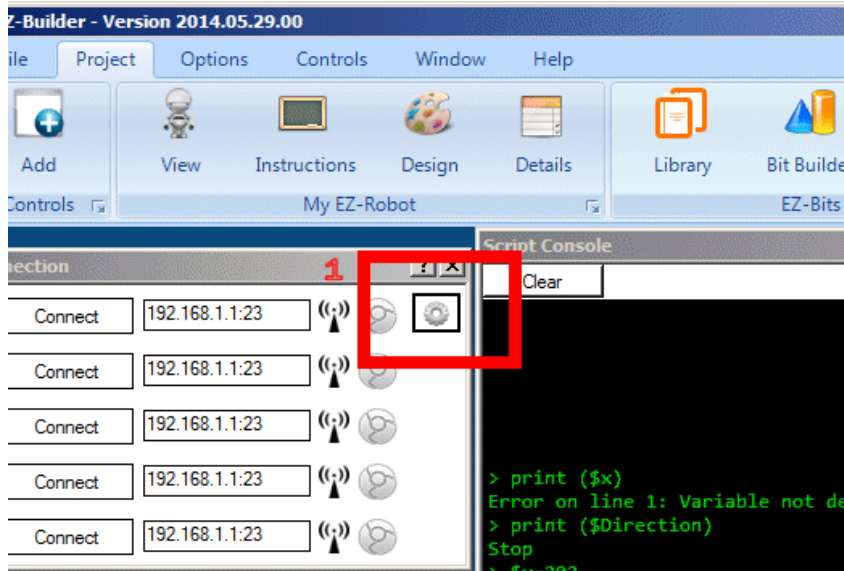 Z-Builder - Version 2014.05.29.00
ile Project Options Controls Window Help
Add View Instructions Design Details Library Bit Builde
Controls My EZ-Robot EZ-Bits
nection 1 ? X
Script Console
Clear
Connect 192.168.1.1:23
Connect 192.168.1.1:23
Connect 192.168.1.1:23
Connect 192.168.1.1:23
Connect 192.168.1.1:23
> print ($x)
Error on line 1: Variable not de
> print ($Direction)
Stop